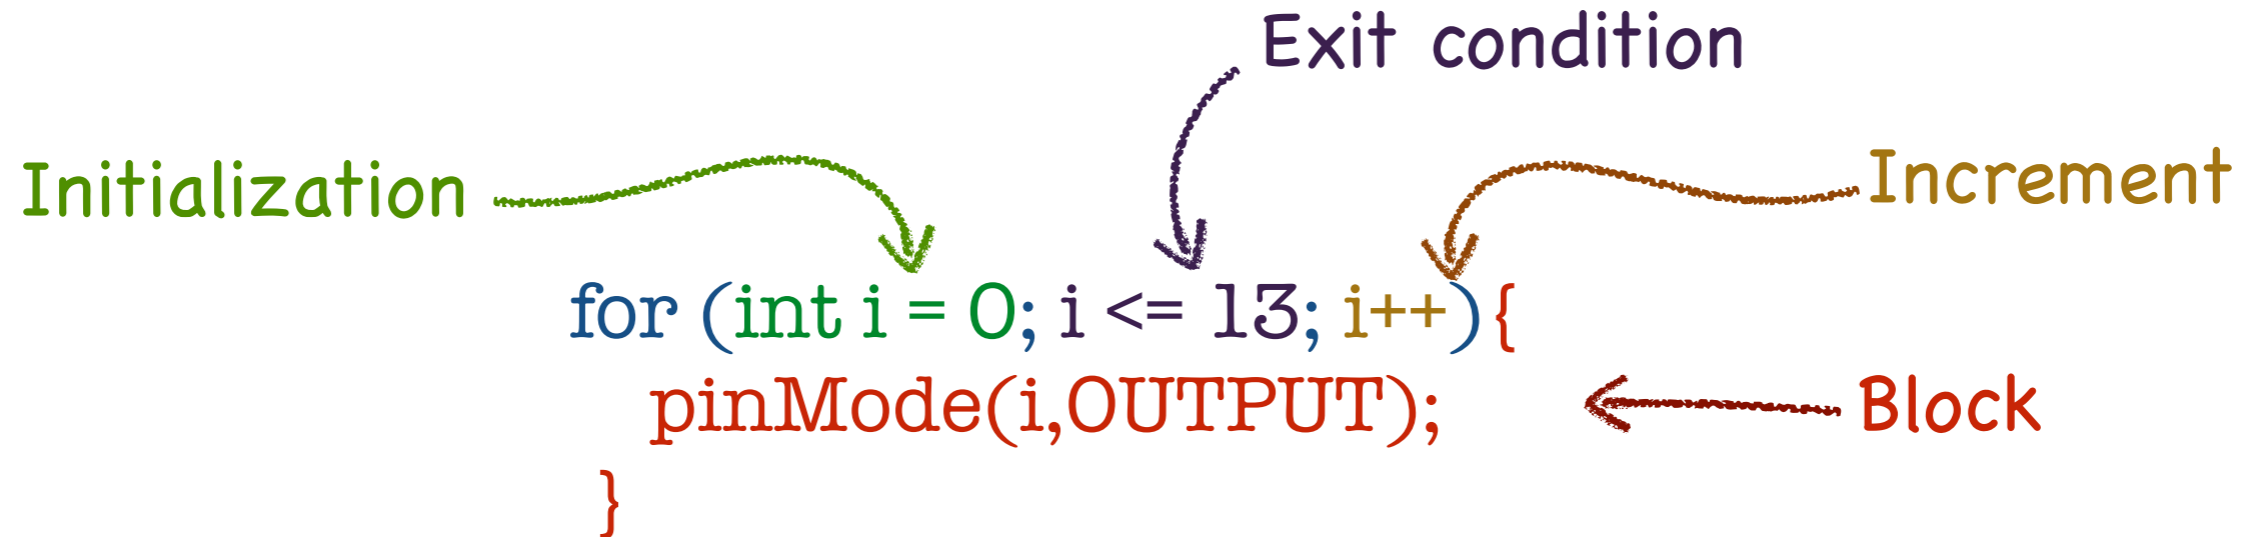 Exit condition
Initialization
Increment
for (int i = 0; i <= 13; i++){
pinMode(i,OUTPUT);
Block
}